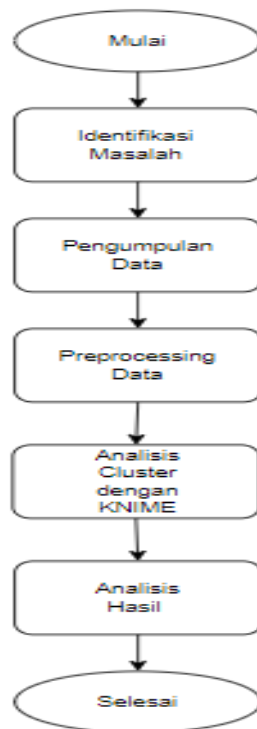 Mulai
Identifikasi
Masalah
Pengumpulan
Data
Preprocessing
Data
Analisis
Cluster
dengan
KNIME
Analisis
Hasil
Selesai